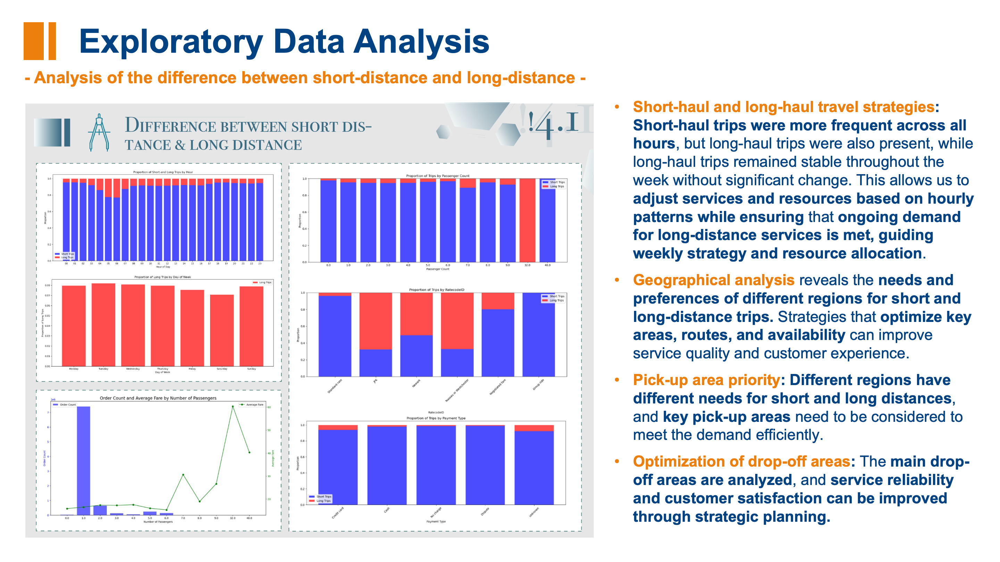 Exploratory Data Analysis
- Analysis of the difference between short-distance and long-distance -
Difference between short dis-
tance & long distance
!4.1
Proportion of Short and Long Trips by Hour
1.0
0.8
0.6
0.4
0.2
0.0
Proportion
Short Trips
Long Trips
00 01 02 03 04 05 06 07 08 09 10 11 12 13 14 15 16 17 18 19 20 21 22 23
Hour of Day
Proportion of Long Trips by Day of Week
Long Trips
0.08
0.07
0.06
0.05
0.04
0.03
0.02
0.01
0.00
Proportion of Long Trips
Monday Tuesday Wednesday Thursday Friday Saturday Sunday
Day of Week
Order Count and Average Fare by Number of Passengers
1e6
Order Count
Average Fare
7
6
5
4
3
2
1
0
Order Count
60
50
40
30
20
Average Fare
0.0 1.0 2.0 3.0 4.0 5.0 6.0 7.0 8.0 9.0 32.0 48.0
Number of Passengers
Proportion of Trips by Passenger Count
Short Trips
Long Trips
1.0
0.8
0.6
0.4
0.2
0.0
Proportion
0.0 1.0 2.0 3.0 4.0 5.0 6.0 7.0 8.0 9.0 32.0 48.0
Passenger Count
Proportion of Trips by RatecodeID
Short Trips
Long Trips
1.0
0.8
0.6
0.4
0.2
0.0
Proportion
Standard rate
JFK
Newark
Nassau or Westchester
Negotiated fare
Group ride
RatecodeID
Proportion of Trips by Payment Type
1.0
0.8
0.6
0.4
0.2
0.0
Proportion
Short Trips
Long Trips
Credit card
Cash
No charge
Dispute
Unknown
Payment Type
• Short-haul and long-haul travel strategies:
Short-haul trips were more frequent across all
hours, but long-haul trips were also present, while
long-haul trips remained stable throughout the
week without significant change. This allows us to
adjust services and resources based on hourly
patterns while ensuring that ongoing demand
for long-distance services is met, guiding
weekly strategy and resource allocation.
• Geographical analysis reveals the needs and
preferences of different regions for short and
long-distance trips. Strategies that optimize key
areas, routes, and availability can improve
service quality and customer experience.
• Pick-up area priority: Different regions have
different needs for short and long distances,
and key pick-up areas need to be considered to
meet the demand efficiently.
• Optimization of drop-off areas: The main drop-
off areas are analyzed, and service reliability
and customer satisfaction can be improved
through strategic planning.